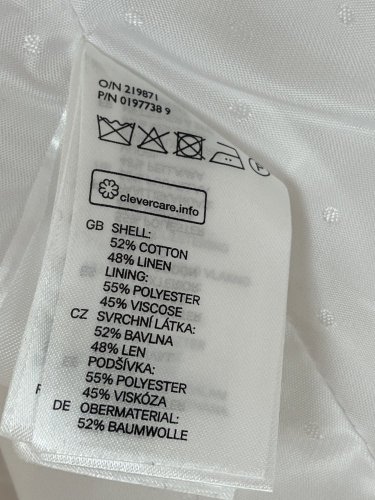 O/N 219871
P/N 0197738 9
clevercare.info
GB SHELL:
52% COTTON
48% LINEN
LINING:
55% POLYESTER
45% VISCOSE
CZ SVRCHNÍ LÁTKA:
52% BAVLNA
48% LEN
PODŠÍVKA:
55% POLYESTER
45% VISKÓZA
DE OBERMATERIAL:
52% BAUMWOLLE